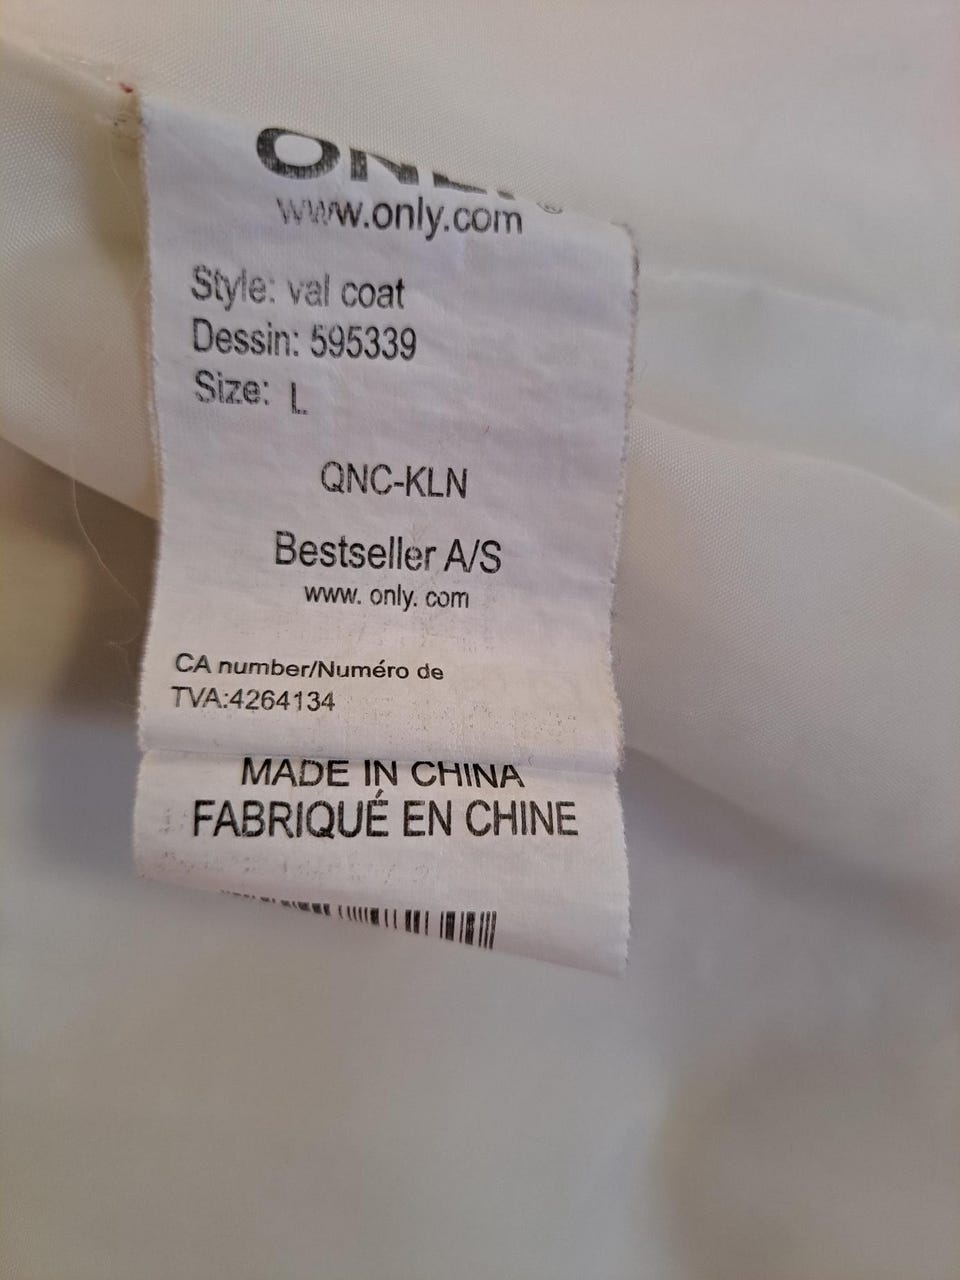 ONLY®
www.only.com
Style: val coat
Dessin: 595339
Size: L
QNC-KLN
Bestseller A/S
www. only. com
CA number/Numéro de
TVA:4264134
MADE IN CHINA
FABRIQUÉ EN CHINE